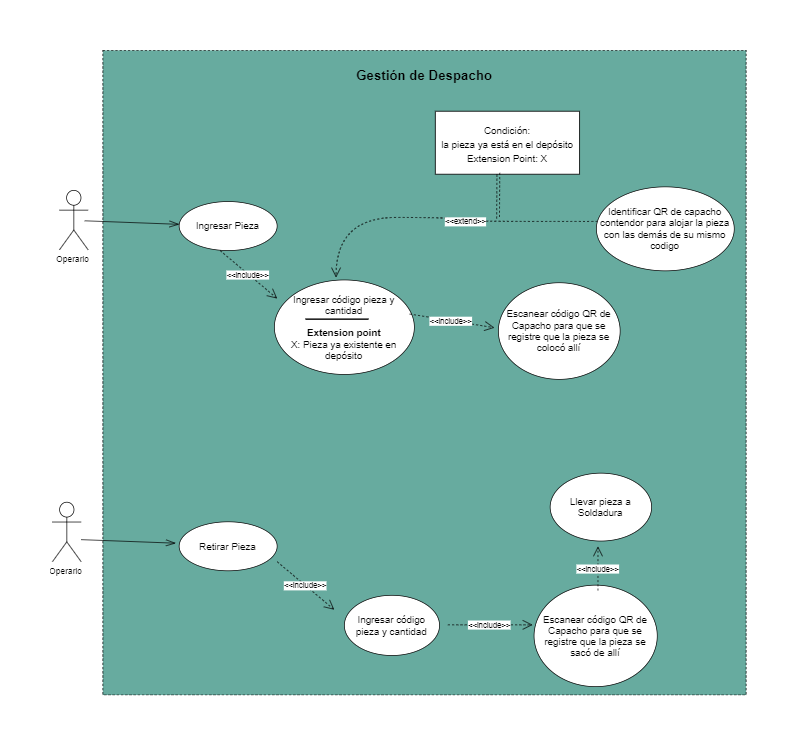 Gestión de Despacho
Condición:
la pieza ya está en el depósito
Extension Point: X
Operario
Ingresar Pieza
<<extend>>
Identificar QR de capacho
contendor para alojar la pieza
con las demás de su mismo
codigo
<<include>>
Ingresar código pieza y
cantidad
Extension point
X: Pieza ya existente en
depósito
<<include>>
Escanear código QR de
Capacho para que se
registre que la pieza se
colocó allí
Operario
Retirar Pieza
<<include>>
Ingresar código
pieza y cantidad
<<include>>
Escanear código QR de
Capacho para que se
registre que la pieza se
sacó de allí
<<include>>
Llevar pieza a
Soldadura